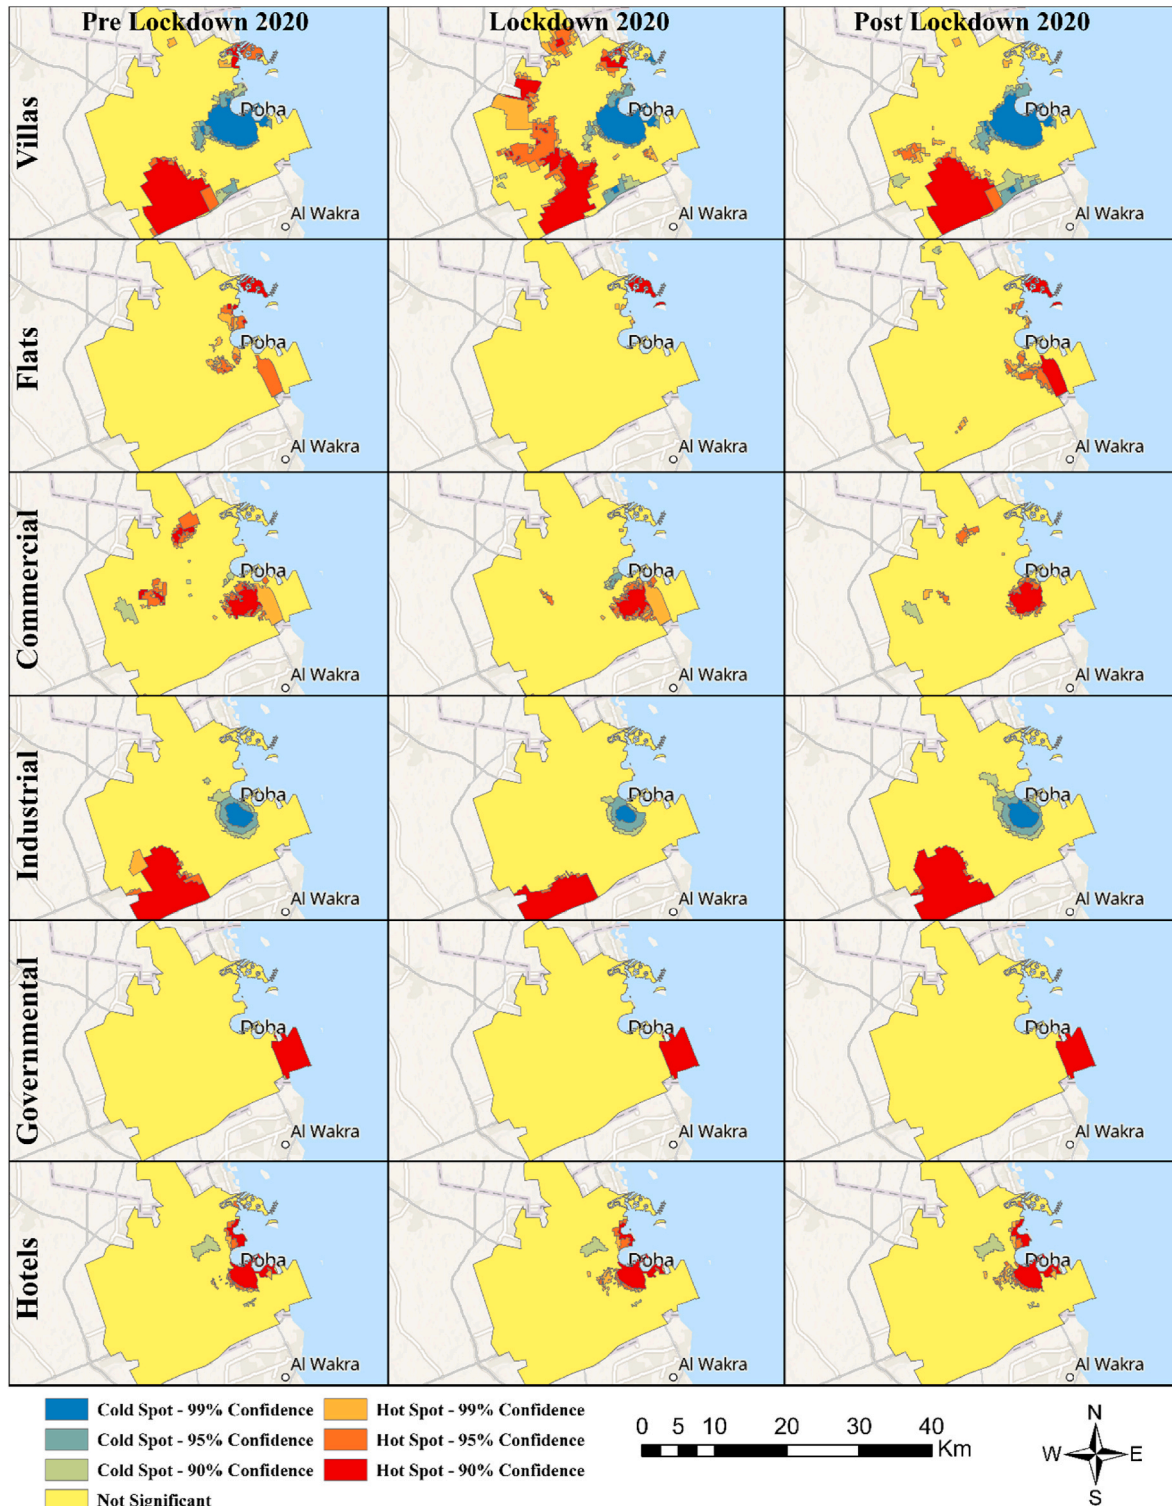 Pre Lockdown 2020
Lockdown 2020
Post Lockdown 2020
Villas
Doha
Al Wakra
Doha
Al Wakra
Doha
Al Wakra
Flats
Doha
Al Wakra
Doha
Al Wakra
Doha
Al Wakra
Commercial
Doha
Al Wakra
Doha
Al Wakra
Doha
Al Wakra
Industrial
Doha
Al Wakra
Doha
Al Wakra
Doha
Al Wakra
Governmental
Doha
Al Wakra
Doha
Al Wakra
Doha
Al Wakra
Hotels
Doha
Al Wakra
Doha
Al Wakra
Doha
Al Wakra
Cold Spot - 99% Confidence
Cold Spot - 95% Confidence
Cold Spot - 90% Confidence
Not Significant
Hot Spot - 99% Confidence
Hot Spot - 95% Confidence
Hot Spot - 90% Confidence
0 5 10 20 30 40
Km
N
W E
S